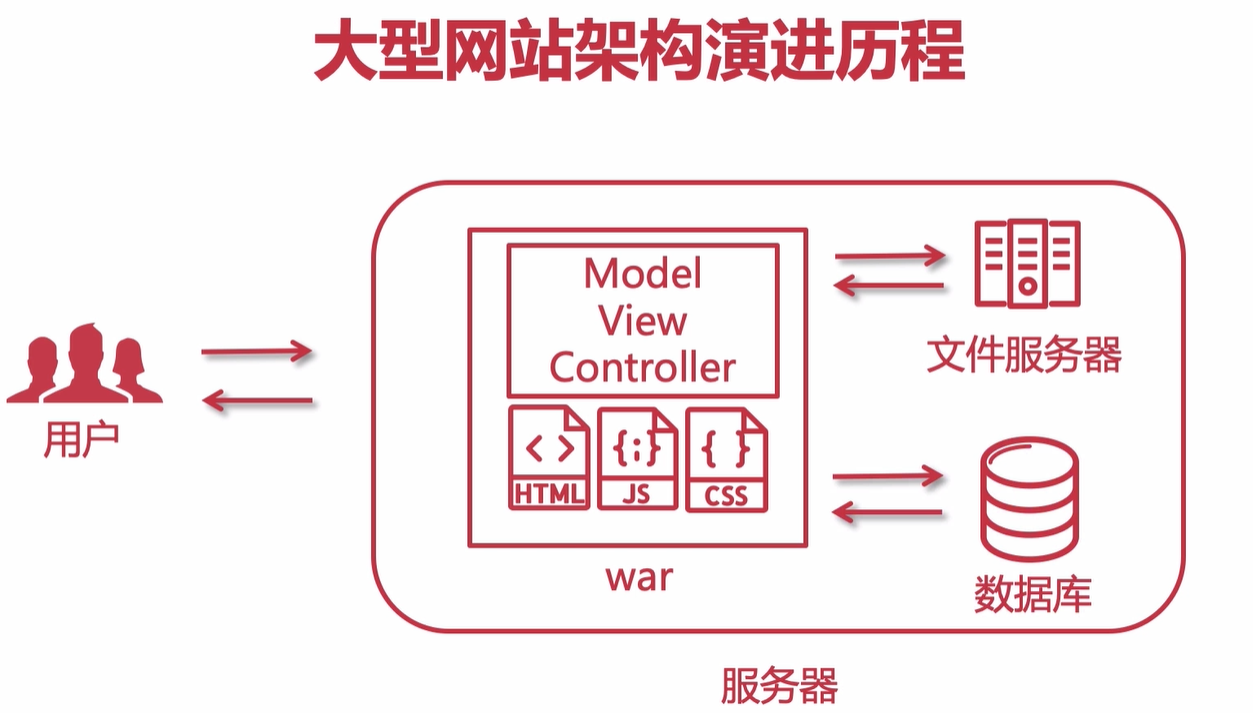 大型网站架构演进历程
Model
View
Controller
< >
HTML
{;}
JS
{ }
CSS
war
用户
文件服务器
数据库
服务器